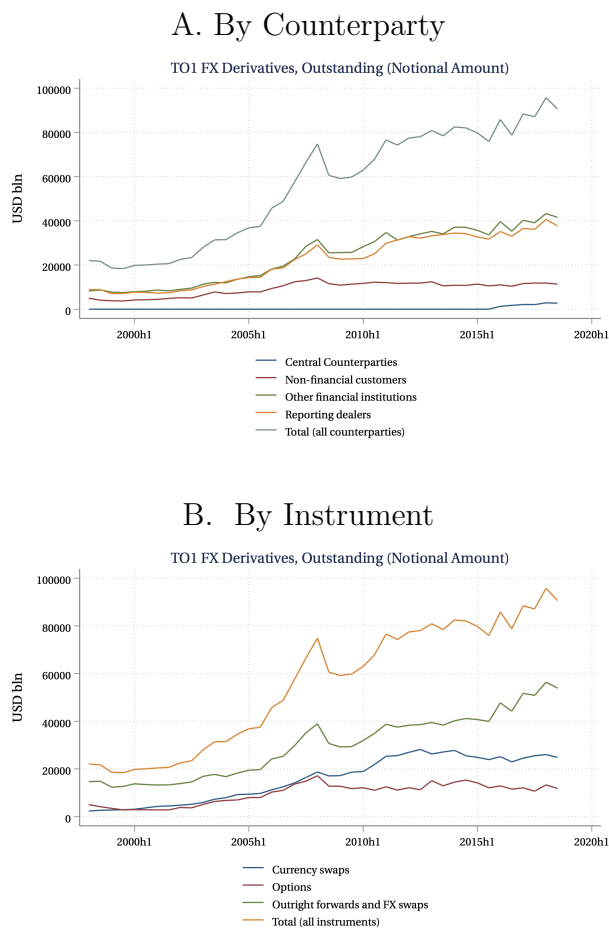 A. By Counterparty
TO1 FX Derivatives, Outstanding (Notional Amount)
100000
80000
60000
40000
20000
0
USD bln
2000h1 2005h1 2010h1 2015h1 2020h1
Central Counterparties
Non-financial customers
Other financial institutions
Reporting dealers
Total (all counterparties)
B. By Instrument
TO1 FX Derivatives, Outstanding (Notional Amount)
100000
80000
60000
40000
20000
0
USD bln
2000h1 2005h1 2010h1 2015h1 2020h1
Currency swaps
Options
Outright forwards and FX swaps
Total (all instruments)